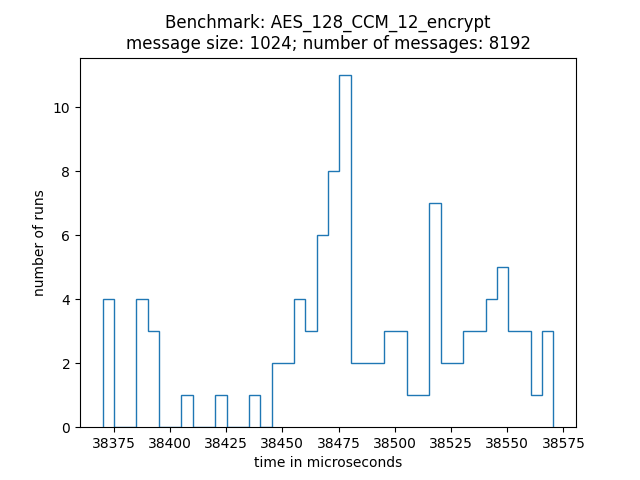 Benchmark: AES_128_CCM_12_encrypt
message size: 1024; number of messages: 8192
10
8
6
4
2
0
number of runs
38375 38400 38425 38450 38475 38500 38525 38550 38575
time in microseconds